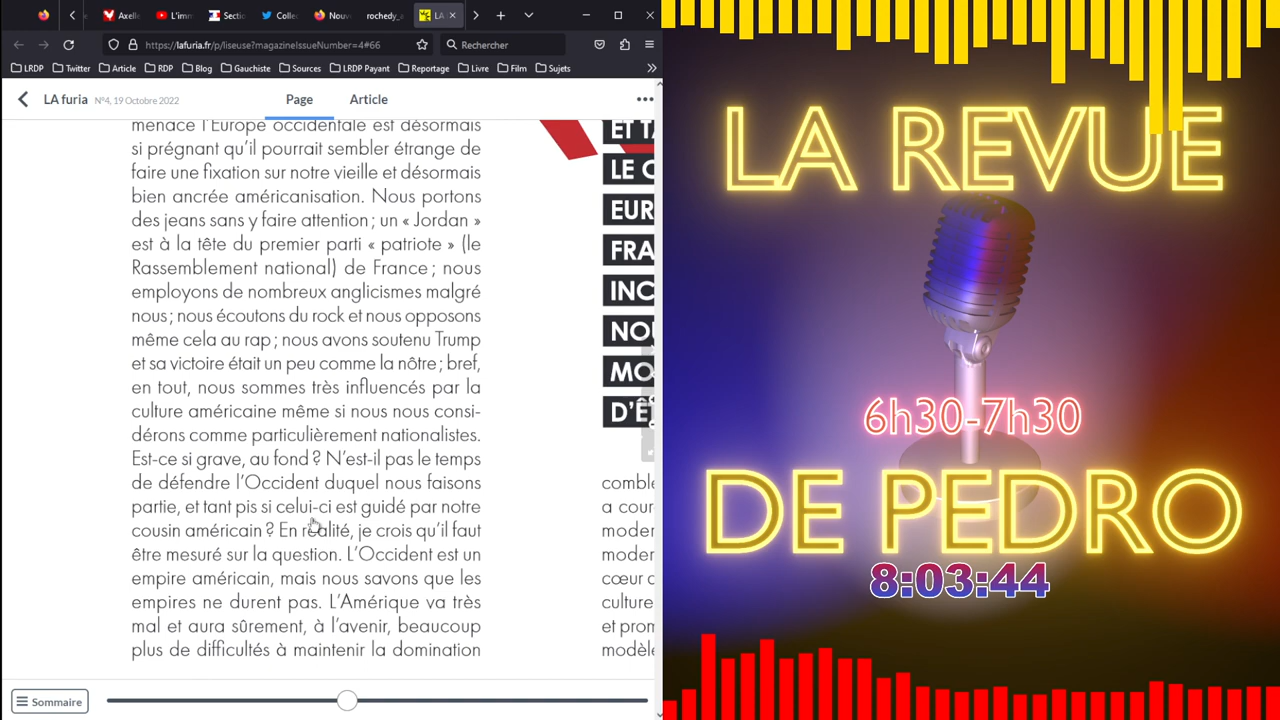 Axelle
L'imm
Section
Collec
Nouv
rochedy_a
LA
https://lafuria.fr/p/liseuse?magazineIssueNumber=4#66
Rechercher
LRDP
Twitter
Article
RDP
Blog
Gauchiste
Sources
LRDP Payant
Reportage
Livre
Film
Sujets
LA furia N°4, 19 Octobre 2022
Page
Article
menace l'Europe occidentale est désormais
si prégnant qu'il pourrait sembler étrange de
faire une fixation sur notre vieille et désormais
bien ancrée américanisation. Nous portons
des jeans sans y faire attention ; un « Jordan »
est à la tête du premier parti « patriote » (le
Rassemblement national) de France ; nous
employons de nombreux anglicismes malgré
nous ; nous écoutons du rock et nous opposons
même cela au rap ; nous avons soutenu Trump
et sa victoire était un peu comme la nôtre ; bref,
en tout, nous sommes très influencés par la
culture américaine même si nous nous consi-
dérons comme particulièrement nationalistes.
Est-ce si grave, au fond ? N'est-il pas le temps
de défendre l'Occident duquel nous faisons
partie, et tant pis si celui-ci est guidé par notre
cousin américain ? En réalité, je crois qu'il faut
être mesuré sur la question. L'Occident est un
empire américain, mais nous savons que les
empires ne durent pas. L'Amérique va très
mal et aura sûrement, à l'avenir, beaucoup
plus de difficultés à maintenir la domination
ET TA
LE C
EUR
FRA
INC
NOU
MO
D'Ê
comble
a cour
moder
moder
cœur d
culture
et prom
modèl
Sommaire
LA REVUE
6h30-7h30
DE PEDRO
8:03:44